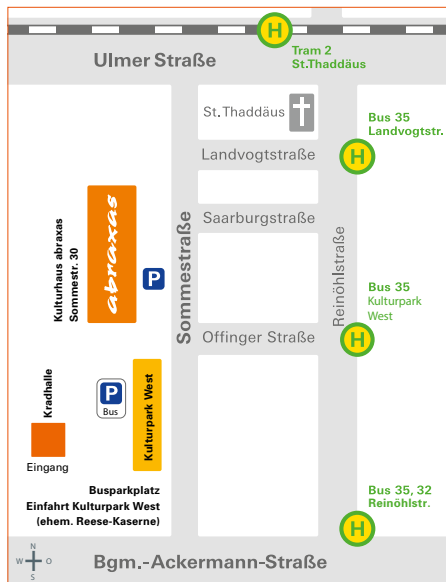 H
Ulmer Straße
Tram 2
St.Thaddäus
St. Thaddäus
Bus 35
Landvogtstr.
Landvogtstraße
H
Kulturhaus abraxas
Sommestr. 30
abraxas
P
Sommestraße
Saarburgstraße
Reinöhlstraße
Bus 35
Kulturpark
West
Offinger Straße
H
Kradhalle
P
Bus
Kulturpark West
Eingang
Busparkplatz
Einfahrt Kulturpark West
(ehem. Reese-Kaserne)
Bus 35, 32
Reinöhlstr.
H
N
W
O
S
Bgm.-Ackermann-Straße